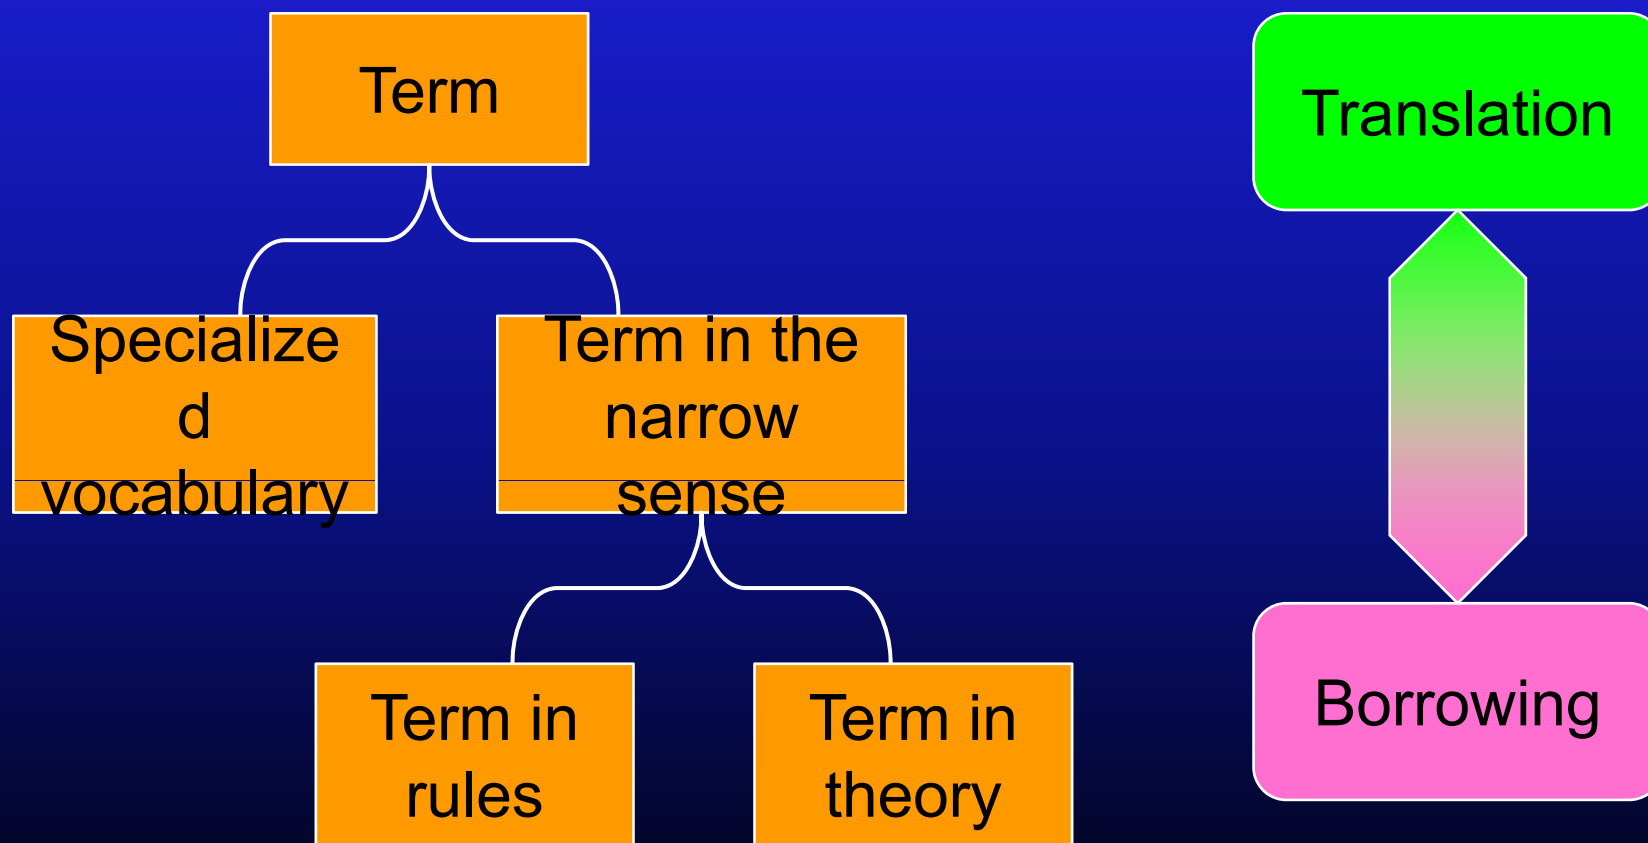 Term
Translation
Specialize
d
vocabulary
Term in the
narrow
sense
Term in
rules
Term in
theory
Borrowing